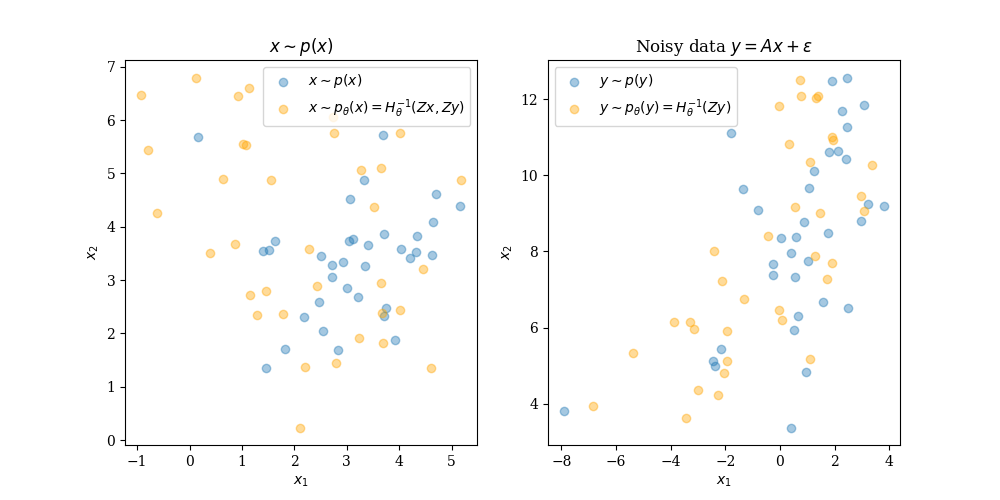 x ~ p(x)
x ~ p(x)
x ~ p_θ(x) = H_θ^{-1}(Zx, Zy)
7
6
5
4
3
2
1
0
x_2
−1 0 1 2 3 4 5
x_1
Noisy data y = Ax + ε
y ~ p(y)
y ~ p_θ(y) = H_θ^{-1}(Zy)
12
10
8
6
4
x_2
−8 −6 −4 −2 0 2 4
x_1